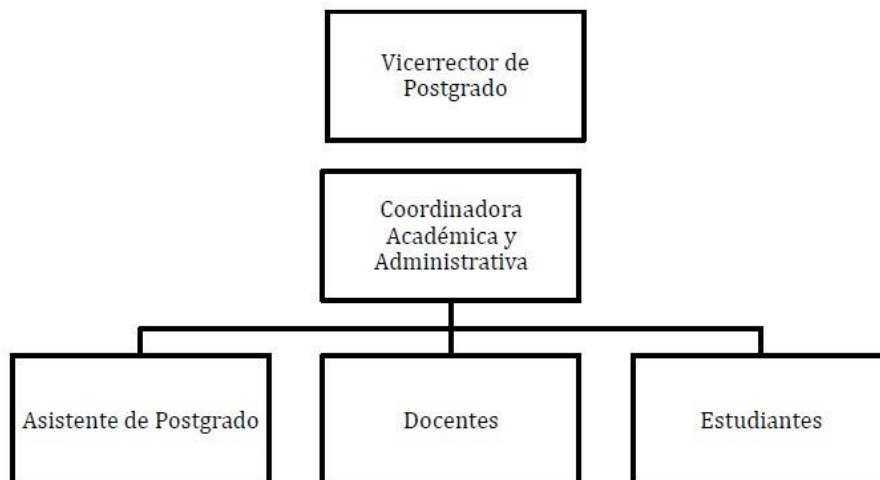 Vicerrector de
Postgrado
Coordinadora
Académica y
Administrativa
Asistente de Postgrado
Docentes
Estudiantes